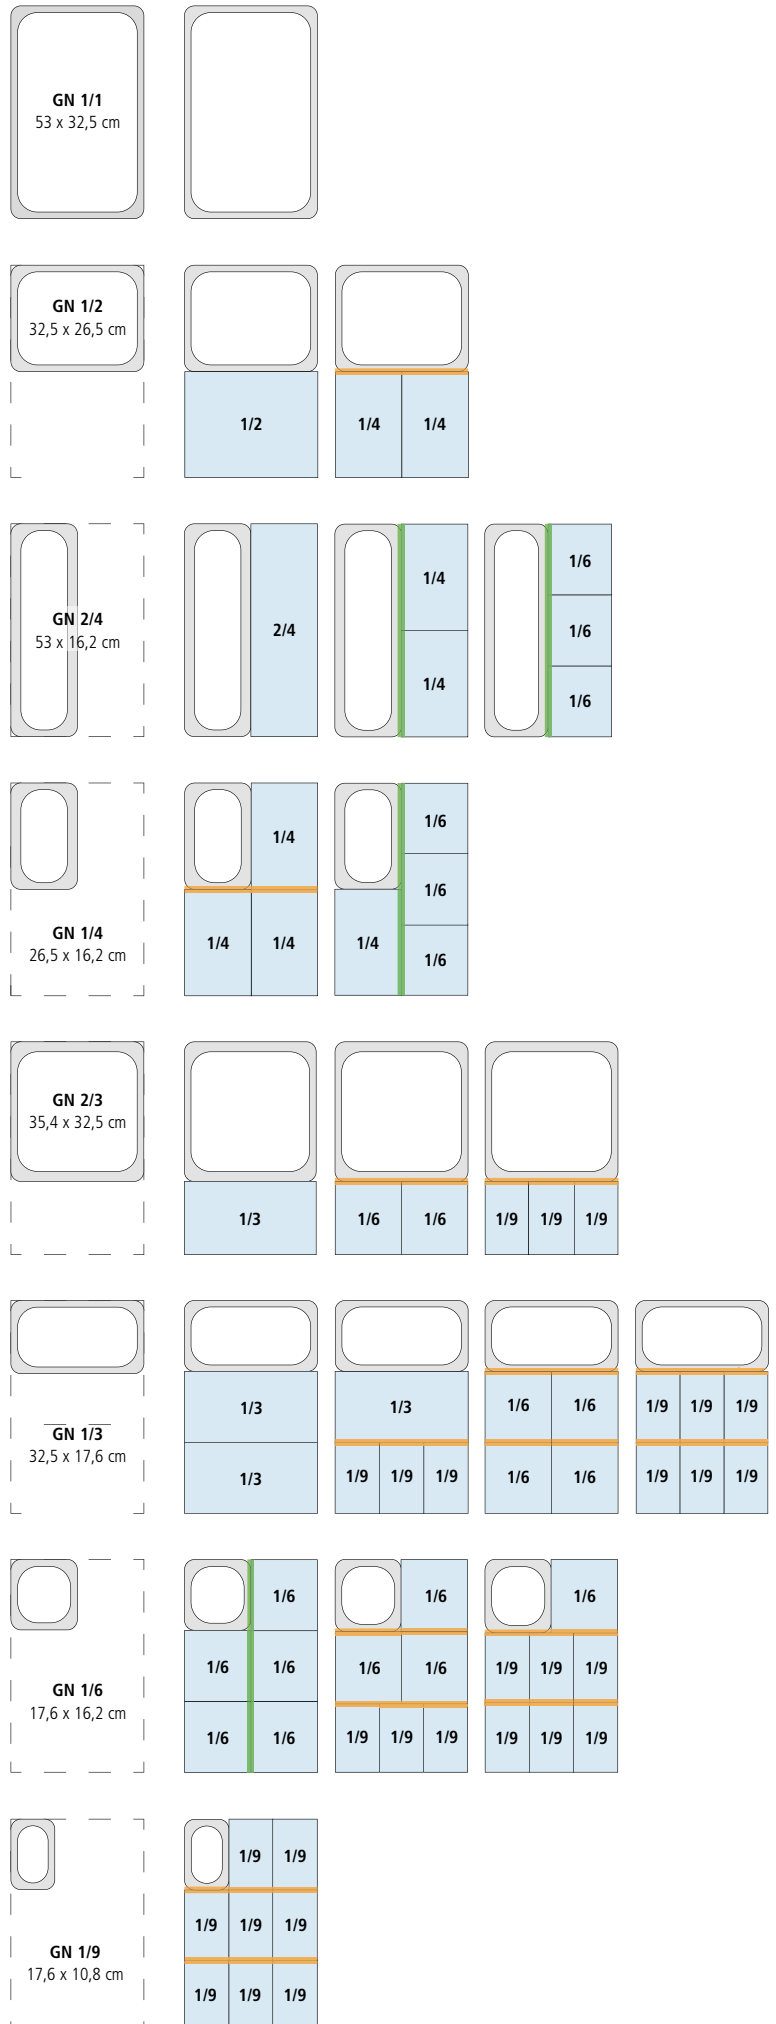 GN 1/1
53 x 32,5 cm
GN 1/2
32,5 x 26,5 cm
1/2
1/4 1/4
GN 2/4
53 x 16,2 cm
2/4
1/4
1/4
1/6
1/6
1/6
GN 1/4
26,5 x 16,2 cm
1/4
1/4 1/4
1/4
1/6
1/6
1/6
GN 2/3
35,4 x 32,5 cm
1/3
1/6 1/6
1/9 1/9 1/9
GN 1/3
32,5 x 17,6 cm
1/3
1/3
1/3
1/9 1/9 1/9
1/6 1/6
1/6 1/6
1/9 1/9 1/9
1/9 1/9 1/9
GN 1/6
17,6 x 16,2 cm
1/6
1/6 1/6
1/6 1/6
1/6
1/6 1/6
1/9 1/9 1/9
1/6
1/9 1/9 1/9
1/9 1/9 1/9
GN 1/9
17,6 x 10,8 cm
1/9 1/9
1/9 1/9 1/9
1/9 1/9 1/9